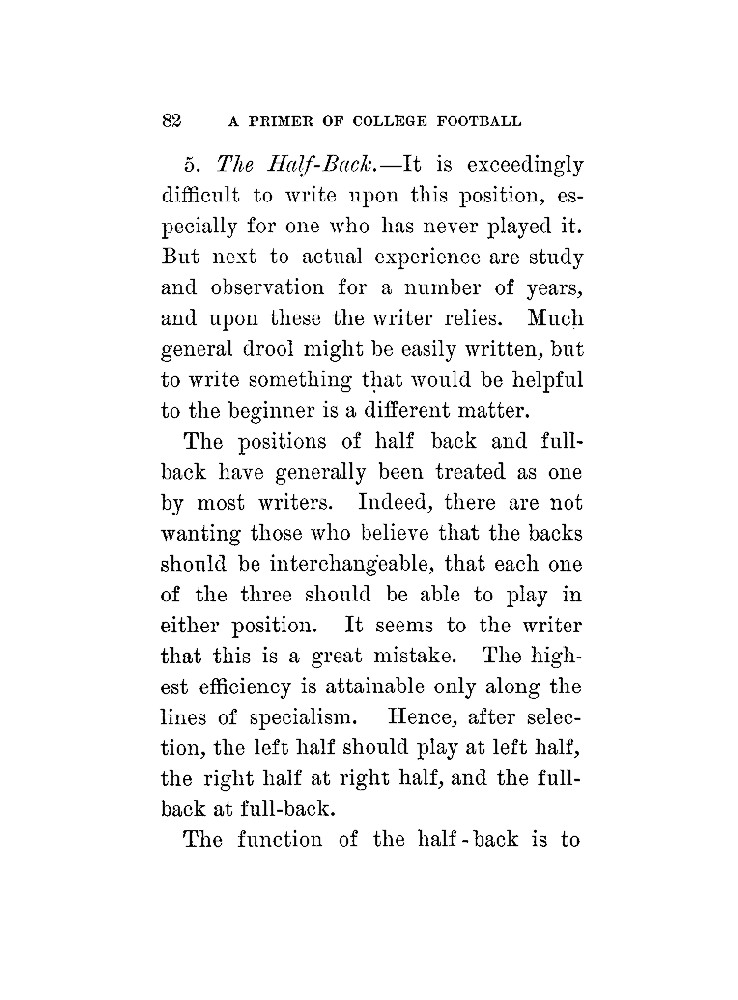 82 A PRIMER OF COLLEGE FOOTBALL
5. The Half-Back.—It is exceedingly
difficult to write upon this position, es-
pecially for one who has never played it.
But next to actual experience are study
and observation for a number of years,
and upon these the writer relies. Much
general drool might be easily written, but
to write something that would be helpful
to the beginner is a different matter.
The positions of half back and full-
back have generally been treated as one
by most writers. Indeed, there are not
wanting those who believe that the backs
should be interchangeable, that each one
of the three should be able to play in
either position. It seems to the writer
that this is a great mistake. The high-
est efficiency is attainable only along the
lines of specialism. Hence, after selec-
tion, the left half should play at left half,
the right half at right half, and the full-
back at full-back.
The function of the half-back is to